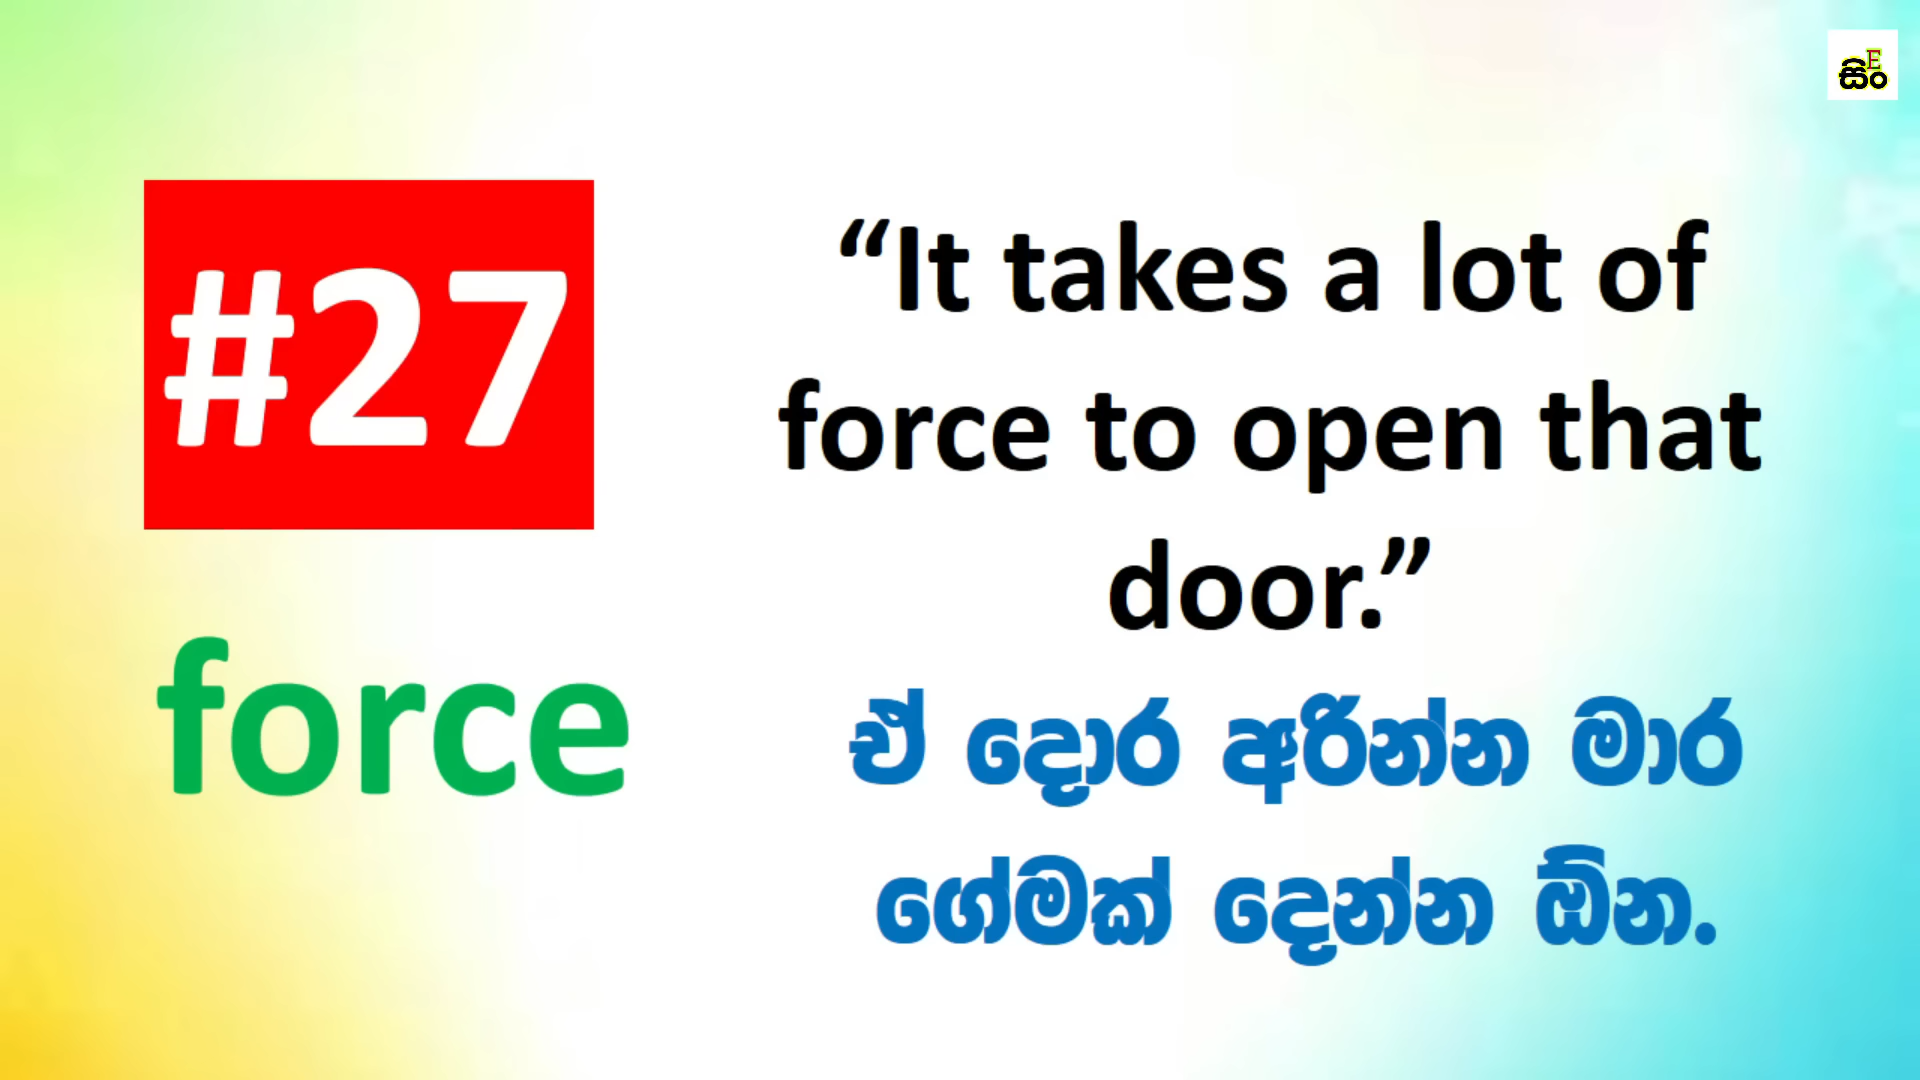 සිංE
#27
force
“It takes a lot of
force to open that
door.”
ඒ දොර අරින්න මාර
ගේමක් දෙන්න ඕන.